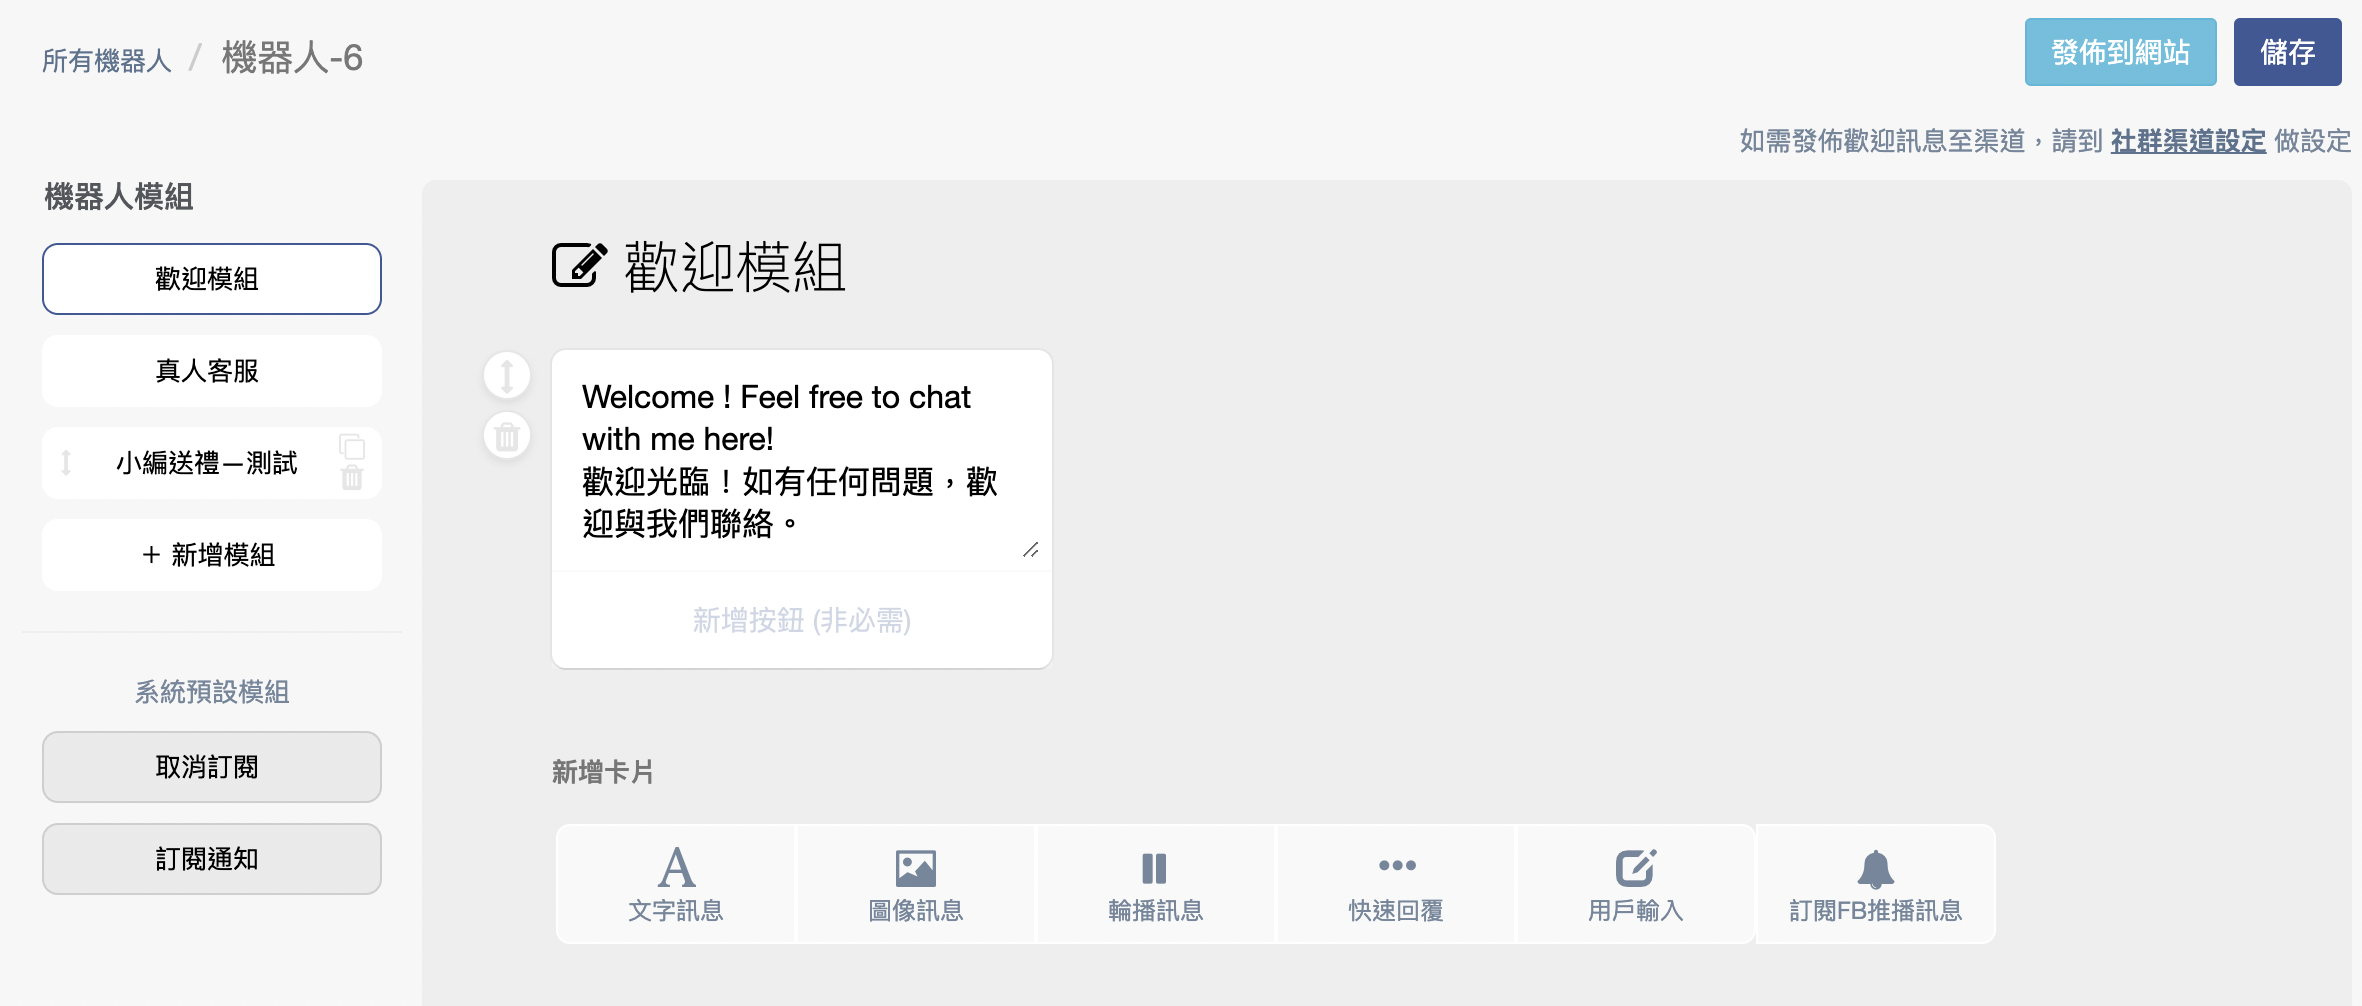 所有機器人 / 機器人-6
發佈到網站
儲存
如需發佈歡迎訊息至渠道，請到 社群渠道設定 做設定
機器人模組
歡迎模組
真人客服
小編送禮－測試
+ 新增模組
系統預設模組
取消訂閱
訂閱通知
歡迎模組
Welcome ! Feel free to chat
with me here!
歡迎光臨！如有任何問題，歡
迎與我們聯絡。
新增按鈕 (非必需)
新增卡片
文字訊息
圖像訊息
輪播訊息
快速回覆
用戶輸入
訂閱FB推播訊息